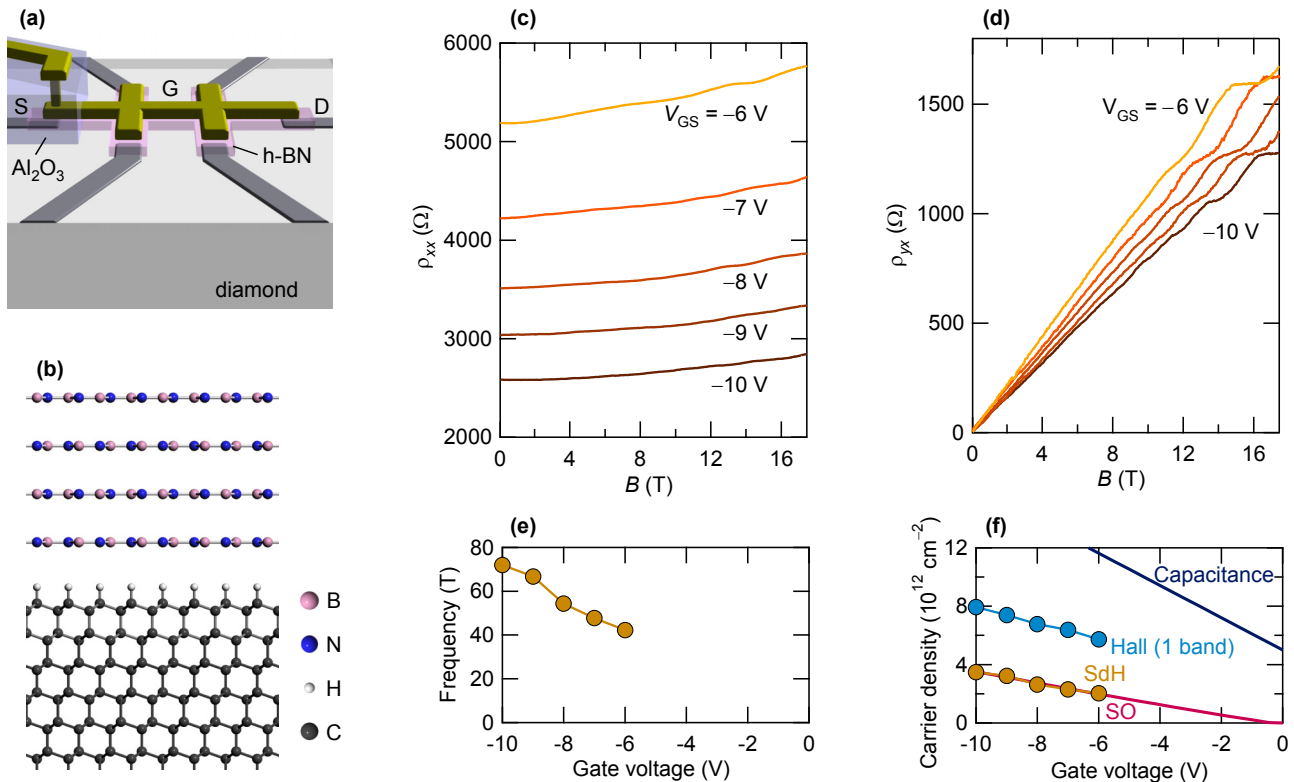 (a)
G
S
D
Al₂O₃
h-BN
diamond
(b)
B
N
H
C
(c)
6000
5000
4000
3000
2000
ρxx (Ω)
VGS = −6 V
−7 V
−8 V
−9 V
−10 V
0 4 8 12 16
B (T)
(d)
1500
1000
500
0
ρyx (Ω)
VGS = −6 V
−10 V
0 4 8 12 16
B (T)
(e)
80
60
40
20
0
Frequency (T)
-10 -8 -6 -4 -2 0
Gate voltage (V)
(f)
12
8
4
0
Carrier density (10¹² cm⁻²)
Capacitance
Hall (1 band)
SdH
SO
-10 -8 -6 -4 -2 0
Gate voltage (V)